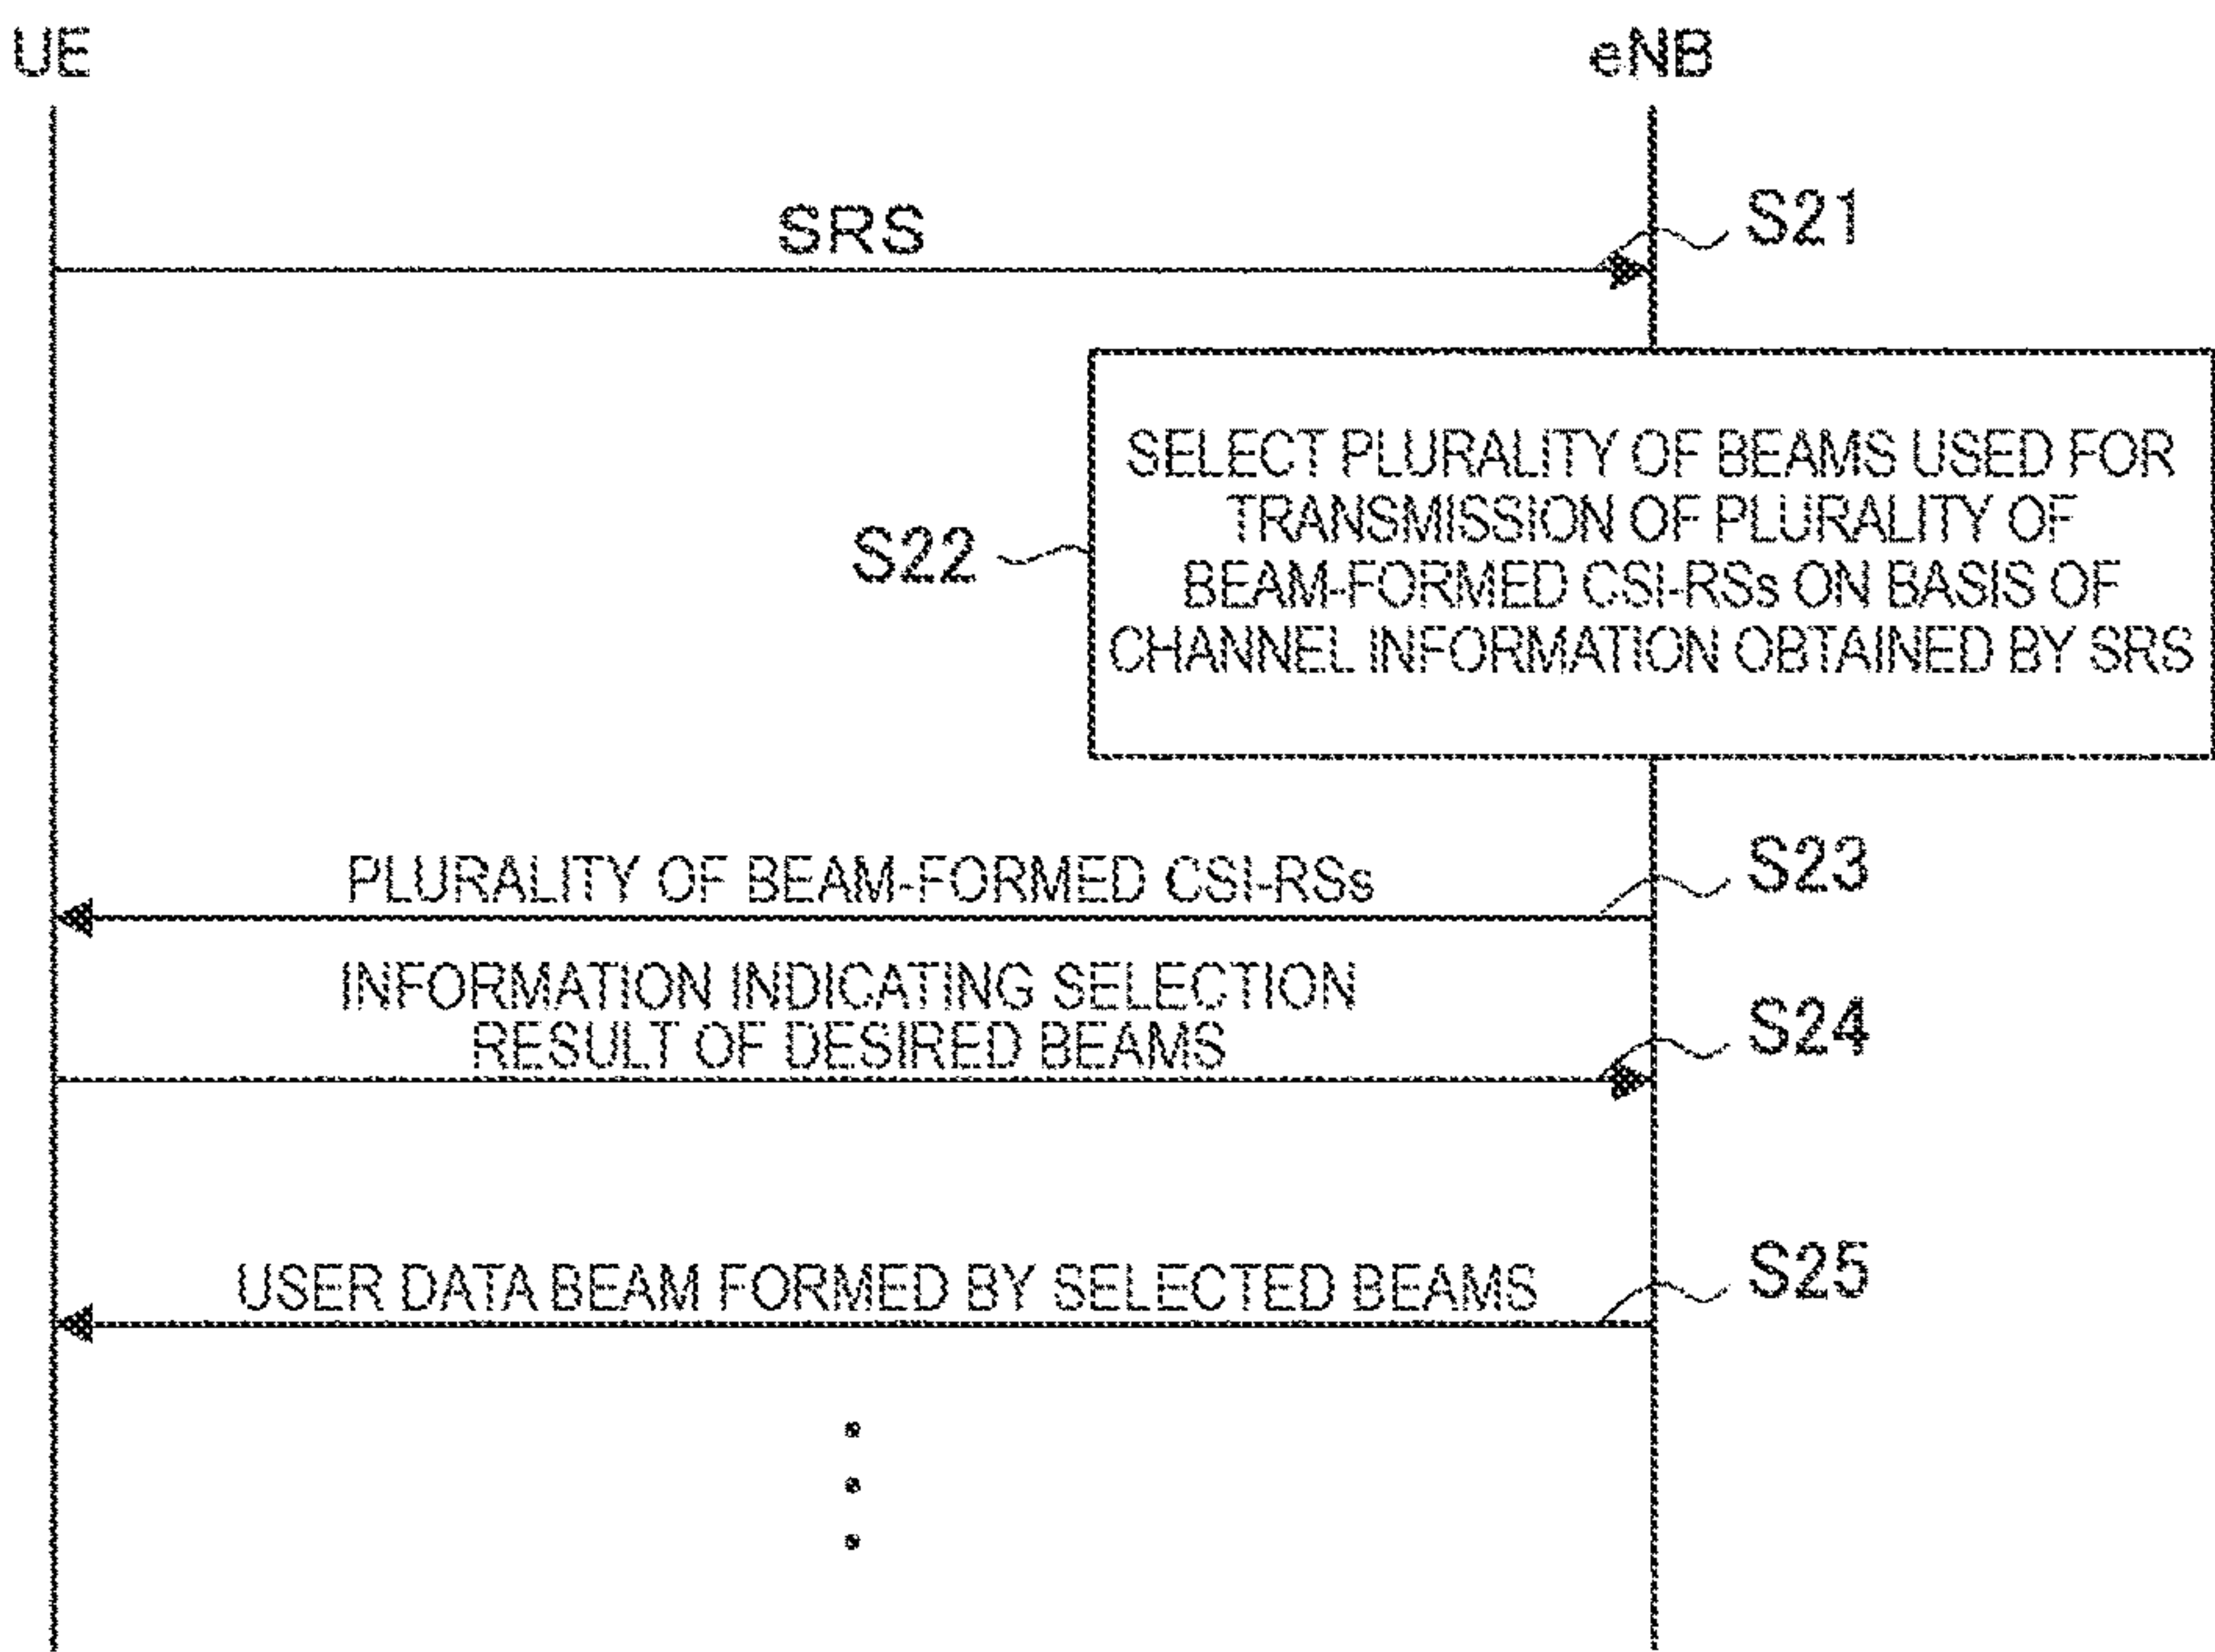 UE
eNB
SRS
S21
SELECT PLURALITY OF BEAMS USED FOR
TRANSMISSION OF PLURALITY OF
BEAM-FORMED CSI-RSs ON BASIS OF
CHANNEL INFORMATION OBTAINED BY SRS
S22
PLURALITY OF BEAM-FORMED CSI-RSs
S23
INFORMATION INDICATING SELECTION
RESULT OF DESIRED BEAMS
S24
USER DATA BEAM FORMED BY SELECTED BEAMS
S25